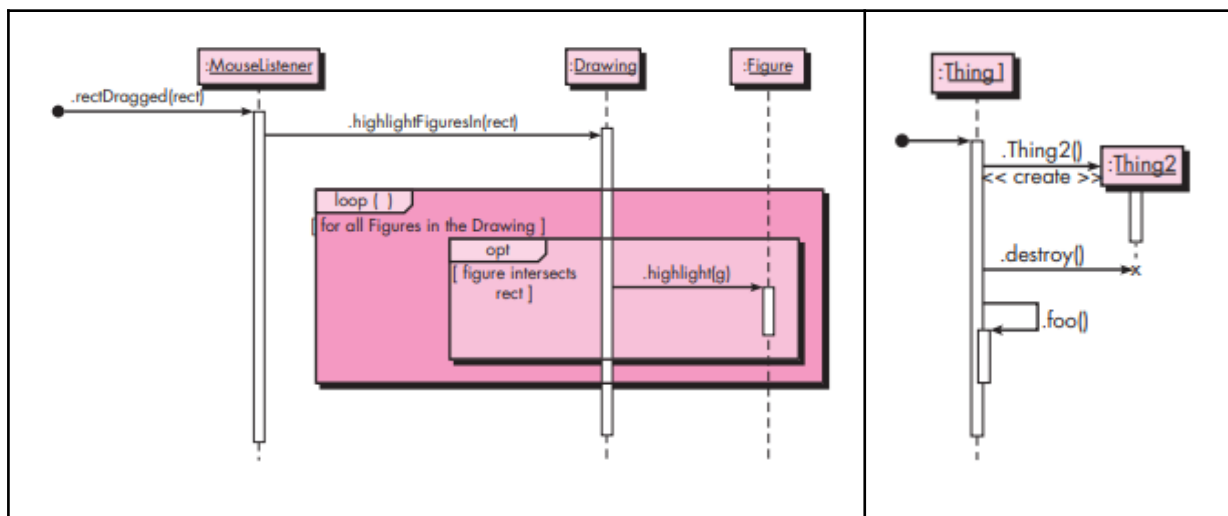 :MouseListener
:Drawing
:Figure
.rectDragged(rect)
.highlightFiguresIn(rect)
loop ( )
[ for all Figures in the Drawing ]
opt
[ figure intersects
rect ]
.highlight(g)
:Thing1
.Thing2()
<< create >>
:Thing2
.destroy()
x
.foo()